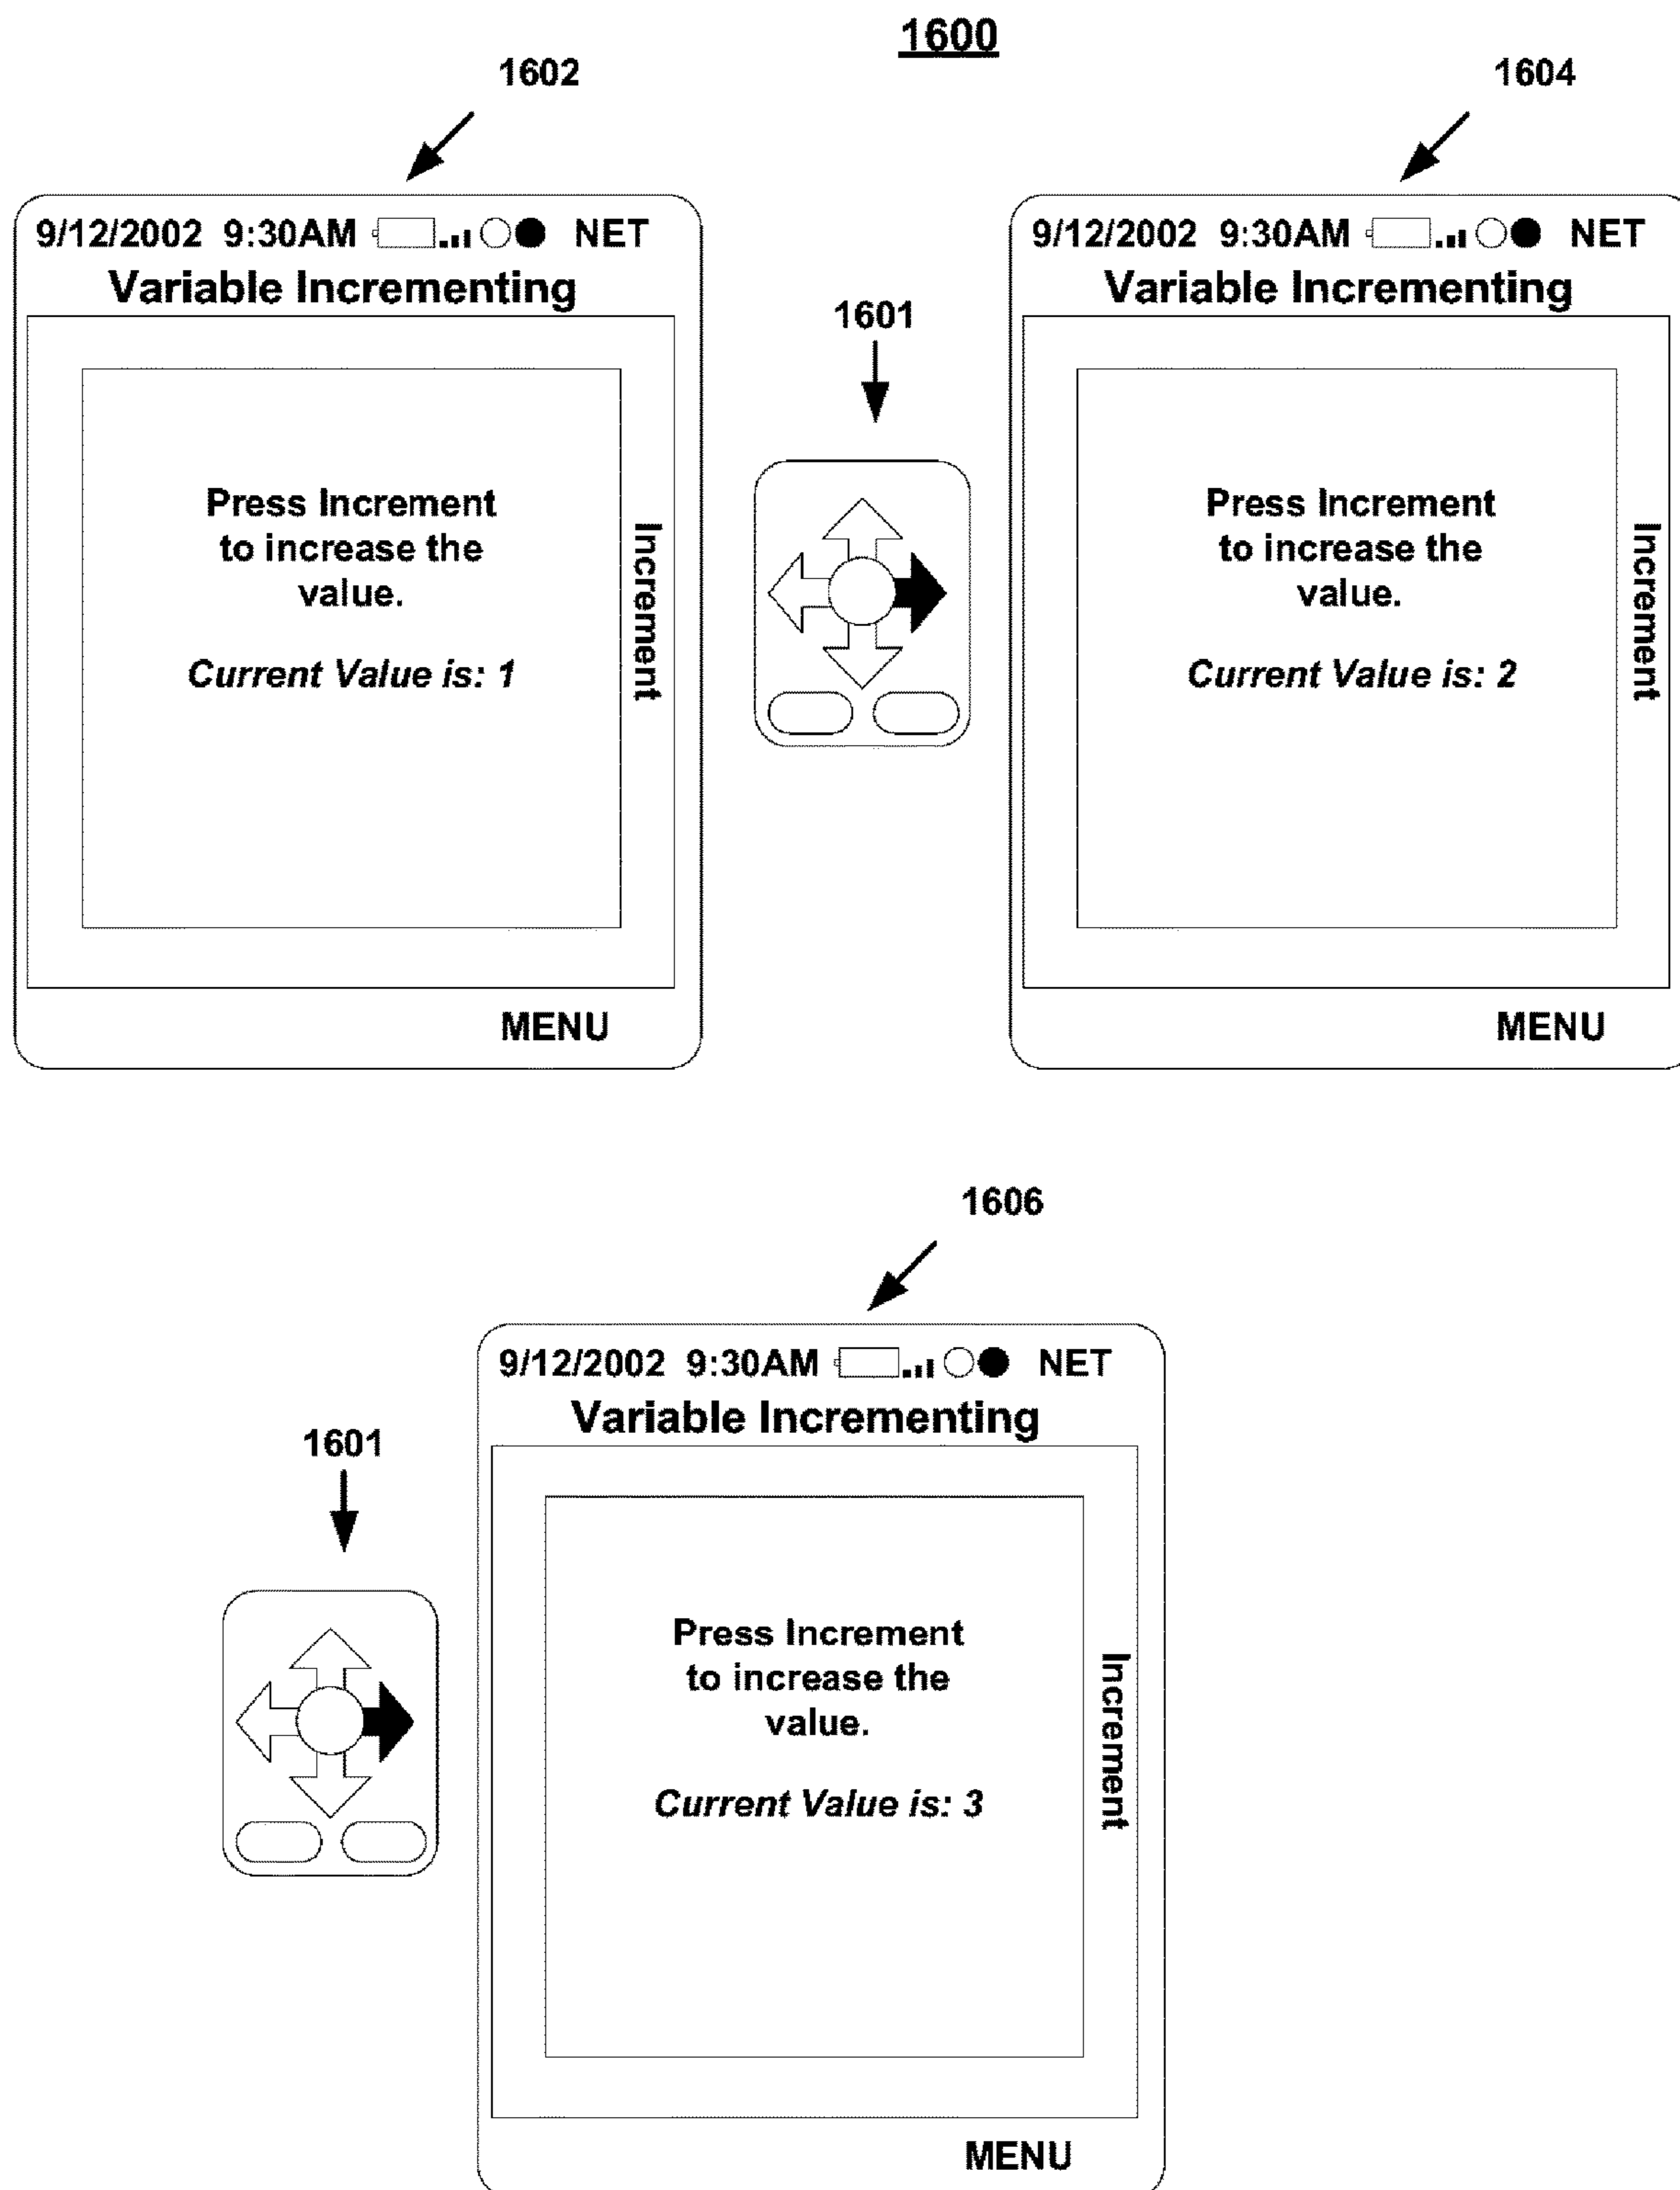 1600
1602
1604
9/12/2002 9:30AM NET
Variable Incrementing
Press Increment
to increase the
value.
Current Value is: 1
Increment
MENU
1601
9/12/2002 9:30AM NET
Variable Incrementing
Press Increment
to increase the
value.
Current Value is: 2
Increment
MENU
1606
1601
9/12/2002 9:30AM NET
Variable Incrementing
Press Increment
to increase the
value.
Current Value is: 3
Increment
MENU